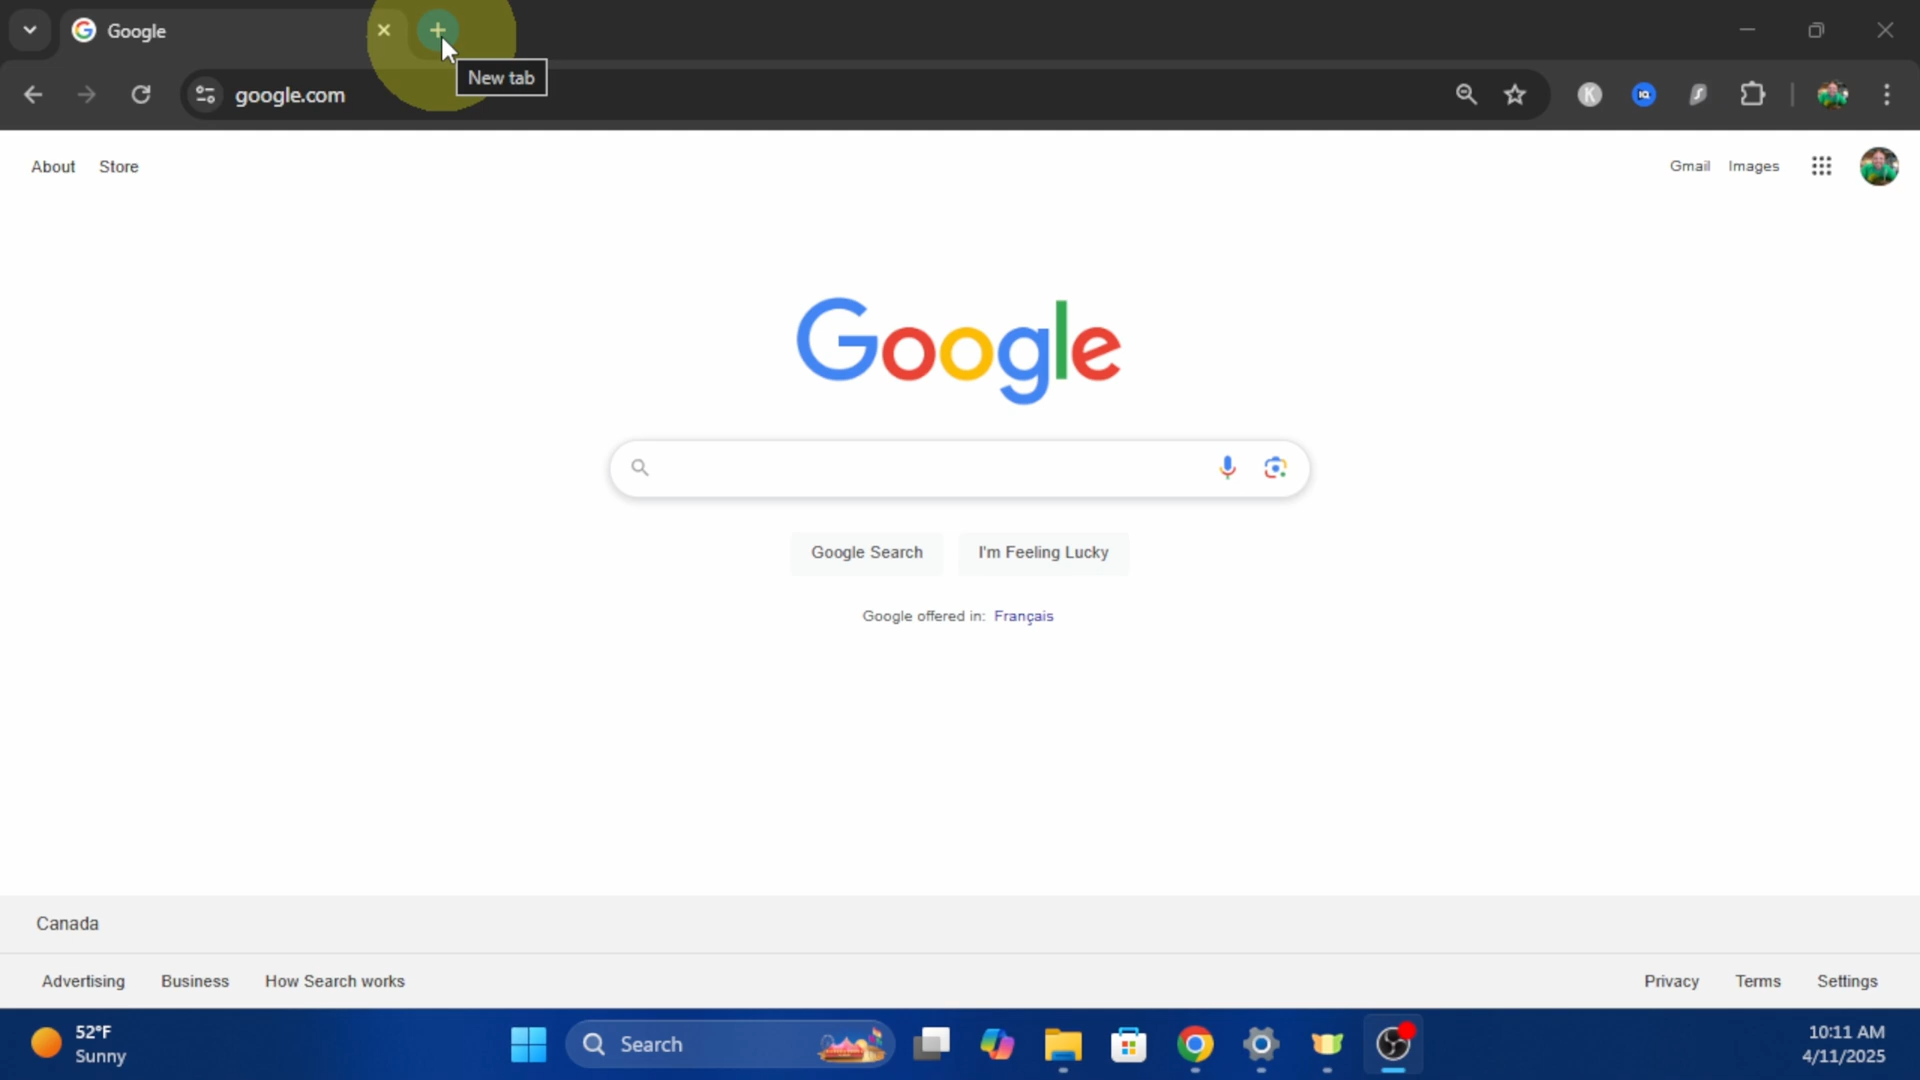 Google
New tab
google.com
About Store
Gmail Images
Google
Google Search I'm Feeling Lucky
Google offered in: Français
Canada
Advertising Business How Search works
Privacy Terms Settings
52°F
Sunny
Search
10:11 AM
4/11/2025